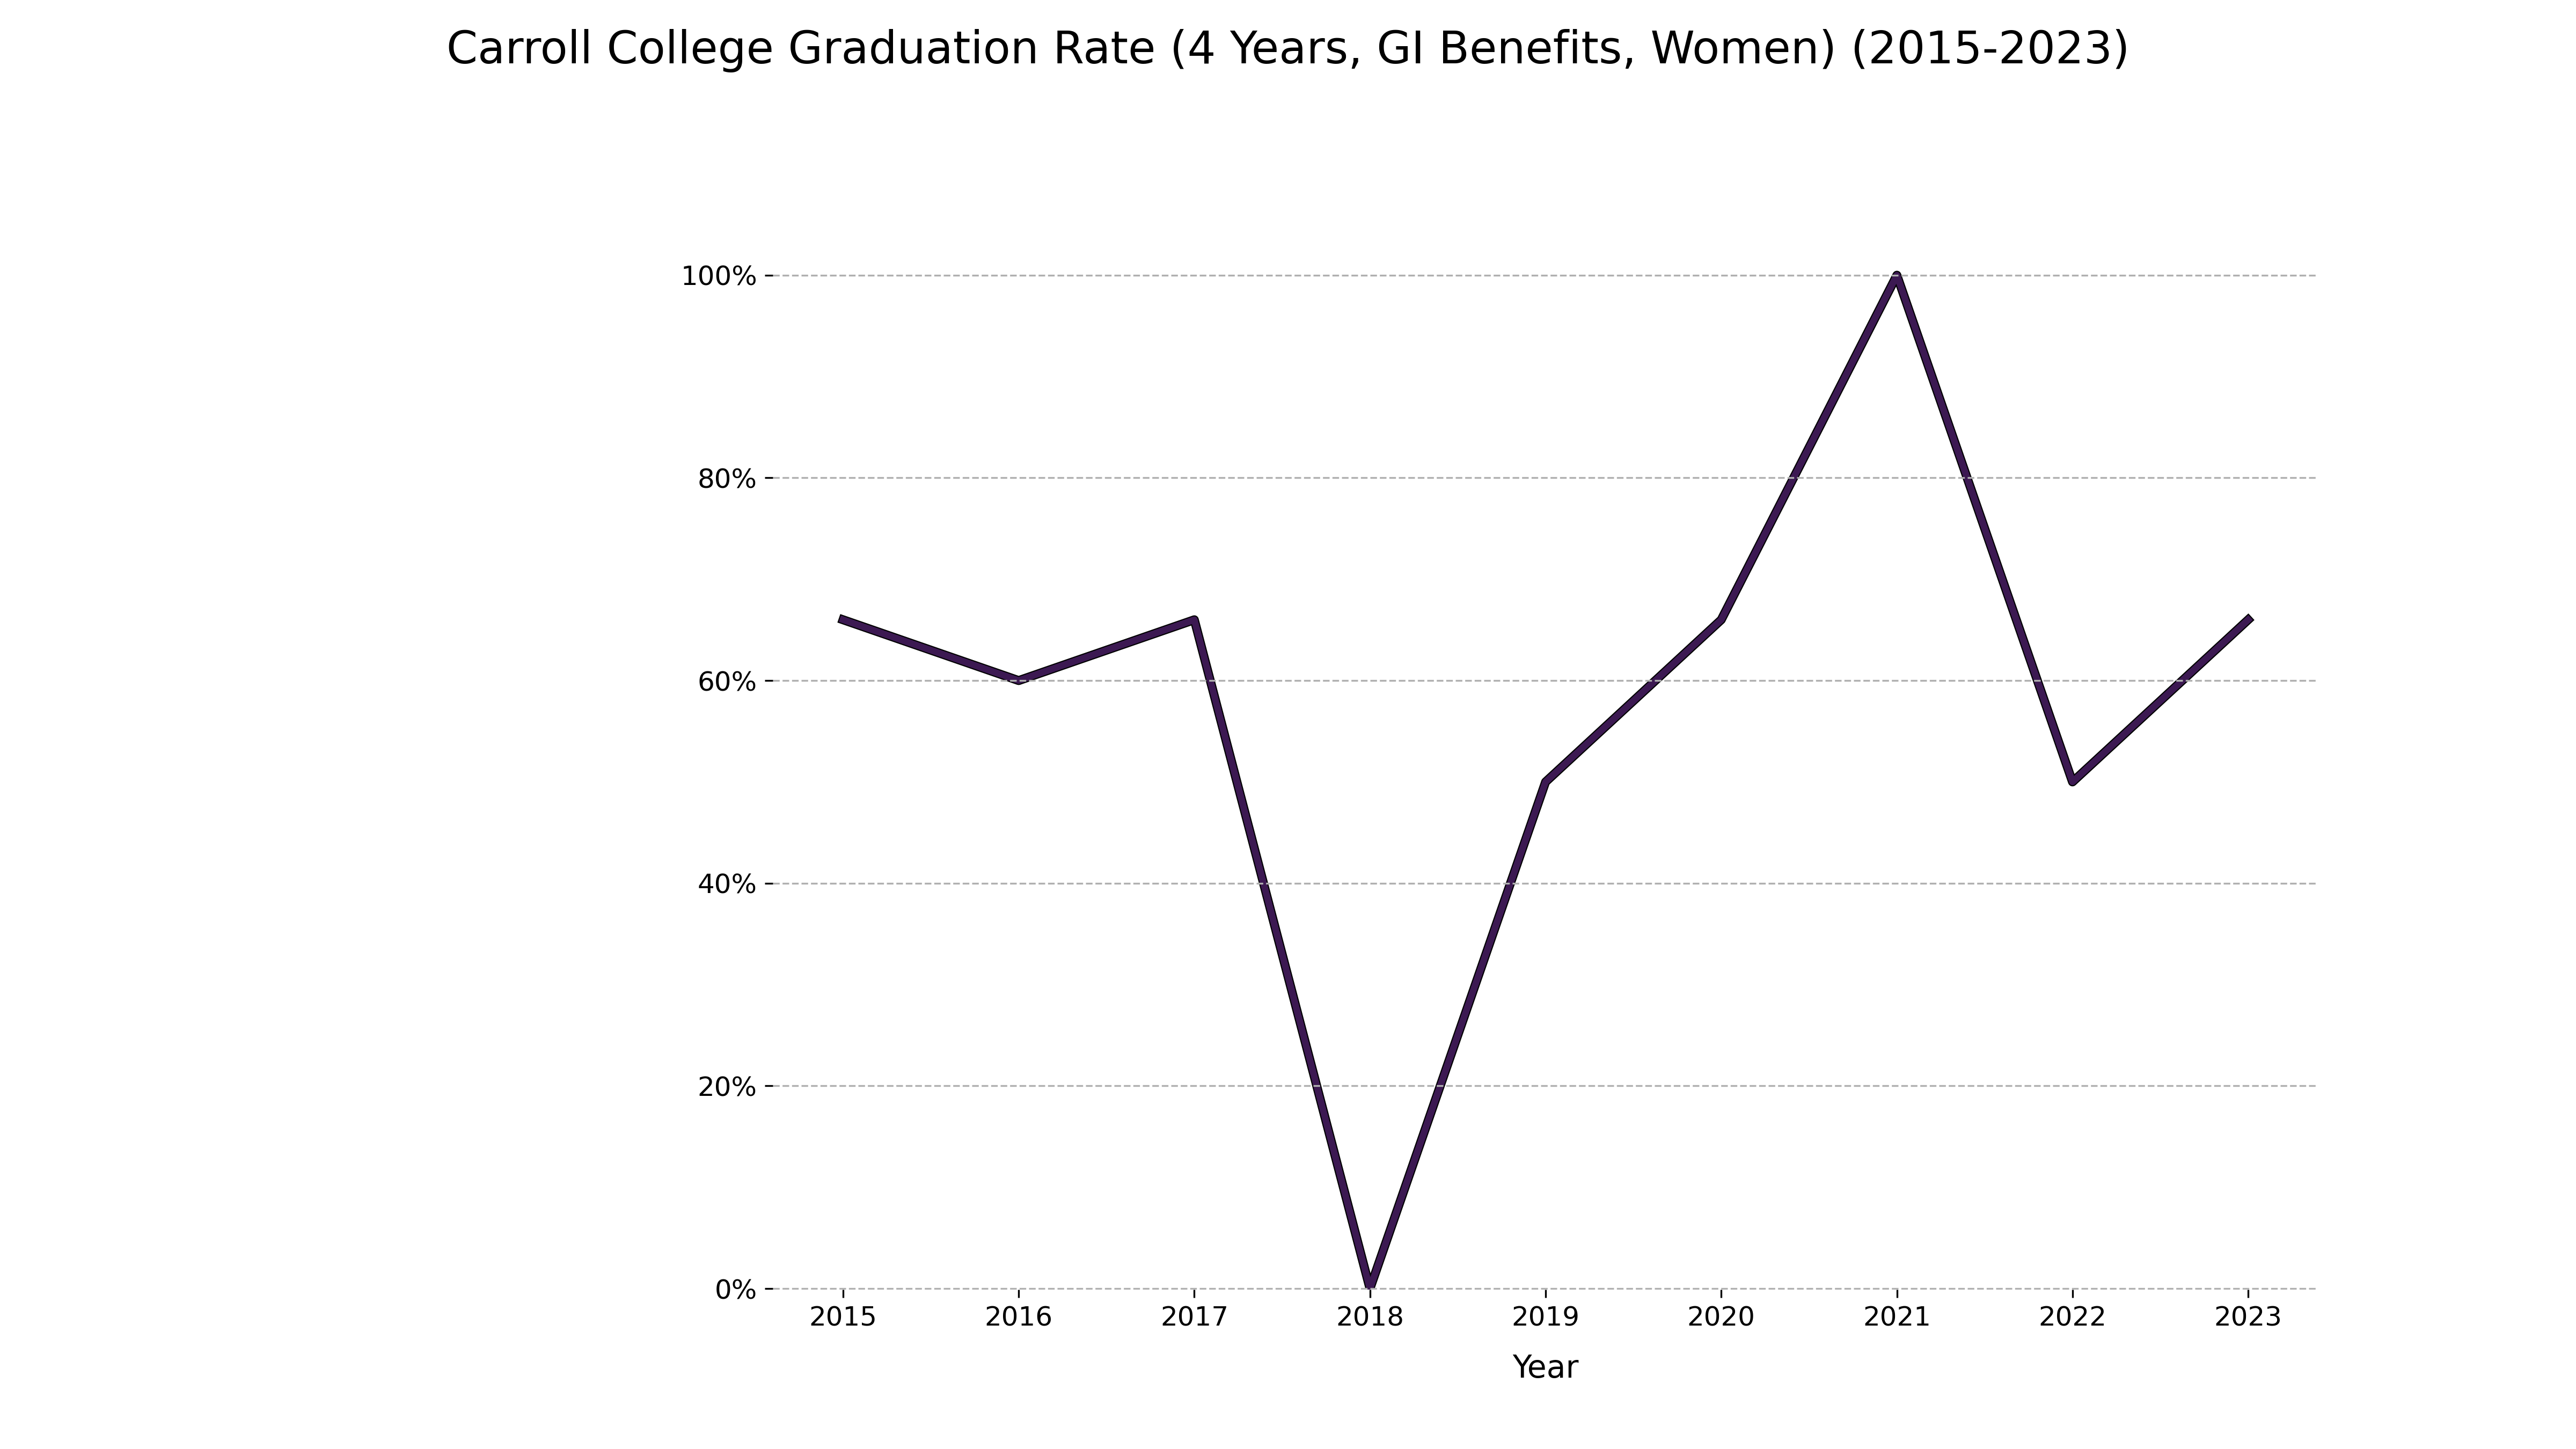 Carroll College Graduation Rate (4 Years, GI Benefits, Women) (2015-2023)
100%
80%
60%
40%
20%
0%
2015 2016 2017 2018 2019 2020 2021 2022 2023
Year